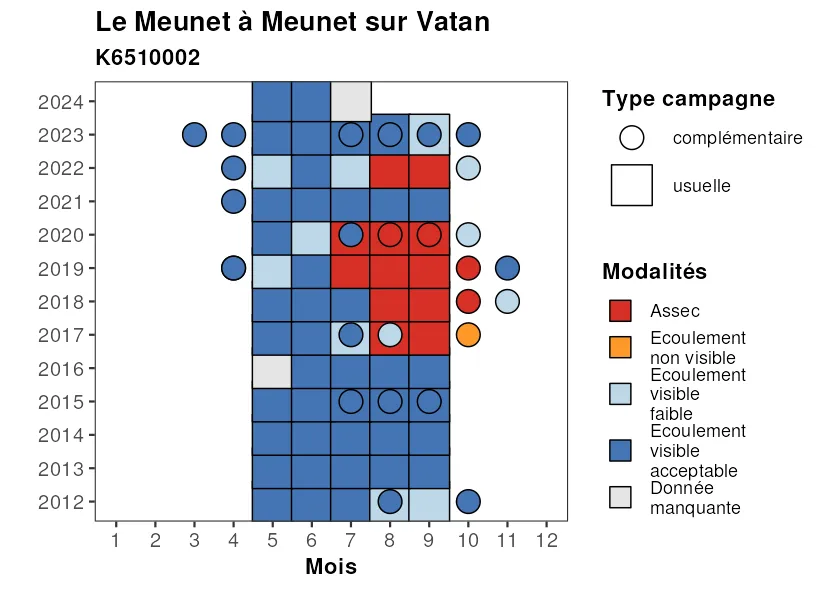 Le Meunet à Meunet sur Vatan
K6510002
2024
2023
2022
2021
2020
2019
2018
2017
2016
2015
2014
2013
2012
1 2 3 4 5 6 7 8 9 10 11 12
Mois
Type campagne
complémentaire
usuelle
Modalités
Assec
Ecoulement
non visible
Ecoulement
visible
faible
Ecoulement
visible
acceptable
Donnée
manquante